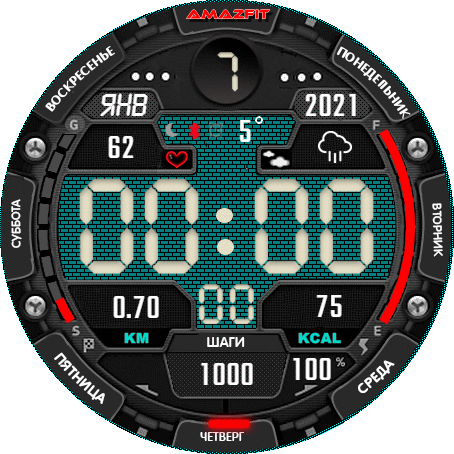 AMAZFIT
7
ВОСКРЕСЕНЬЕ
ПОНЕДЕЛЬНИК
ЯНВ
2021
G
F
62
5°
00:00
СУББОТА
ВТОРНИК
0.70
00
75
S
E
KM
KCAL
ШАГИ
1000
100%
ПЯТНИЦА
СРЕДА
ЧЕТВЕРГ